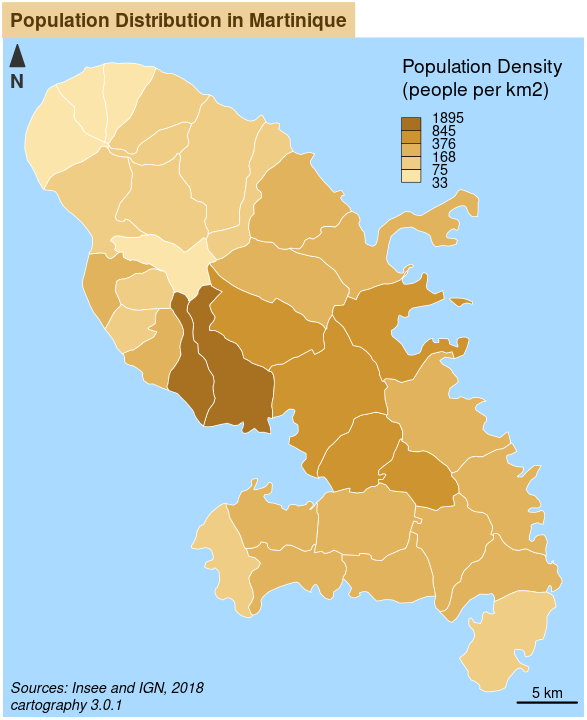 Population Distribution in Martinique
N
Population Density
(people per km2)
1895
845
376
168
75
33
Sources: Insee and IGN, 2018
cartography 3.0.1
5 km